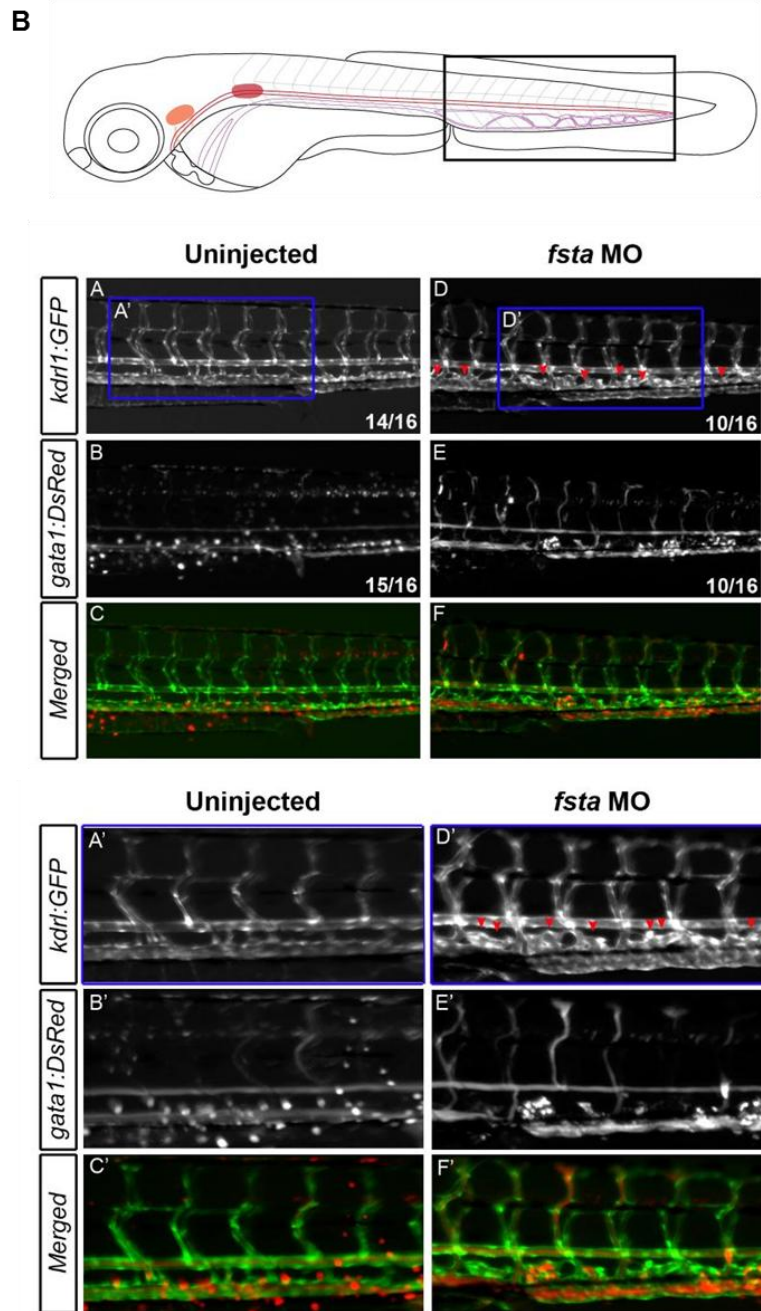 B
Uninjected
fsta MO
kdrl1:GFP
A
A'
14/16
D
D'
10/16
gata1:DsRed
B
15/16
E
10/16
Merged
C
F
Uninjected
fsta MO
kdrl:GFP
A'
D'
gata1:DsRed
B'
E'
Merged
C'
F'